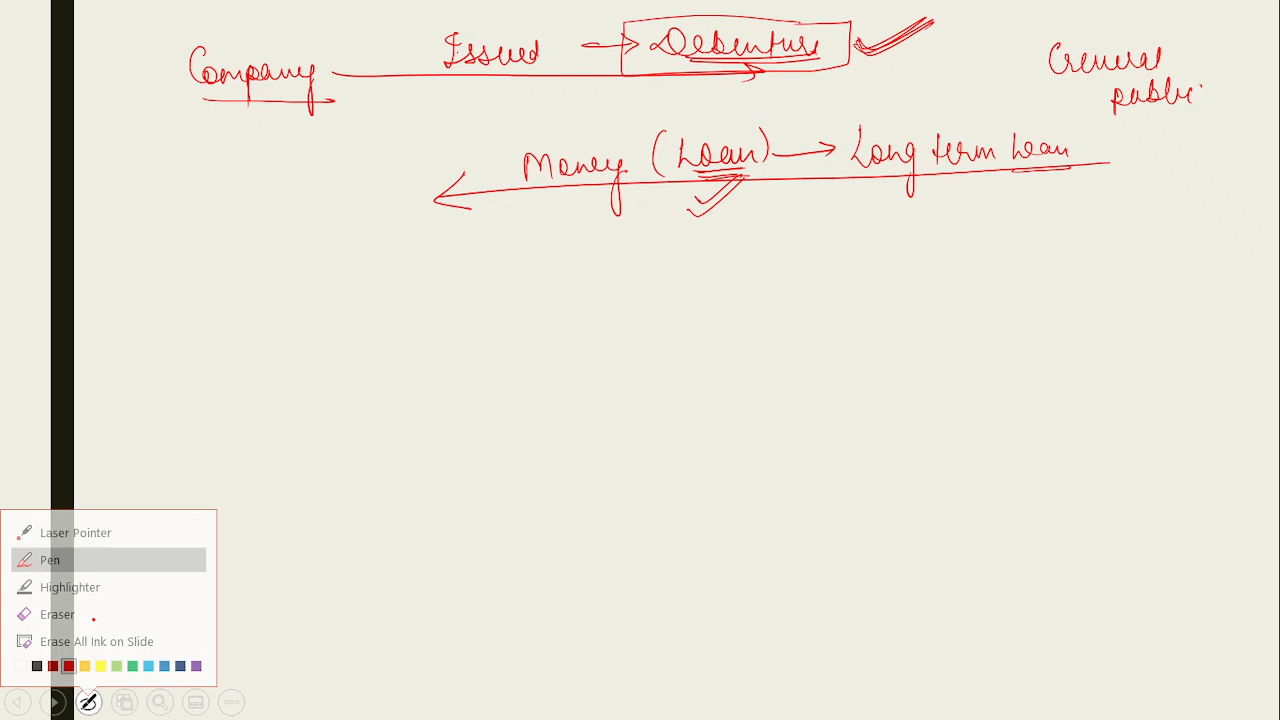 Company Issued → Debenture General
public
Money (Loan) → Long term Loan
Laser Pointer
Pen
Highlighter
Eraser
Erase All Ink on Slide